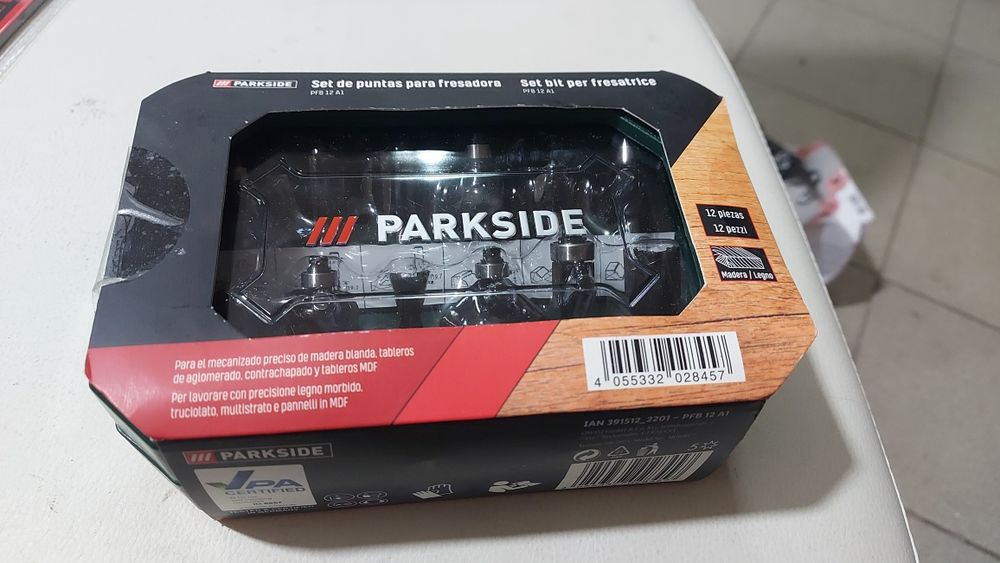 PARKSIDE
Set de puntas para fresadora
PFB 12 A1
Set bit per fresatrice
PFB 12 A1
PARKSIDE
12 piezas
12 pezzi
Madera / Legno
Para el mecanizado preciso de madera blanda, tableros
de aglomerado, contrachapado y tableros MDF
Per lavorare con precisione legno morbido,
truciolato, multistrato e pannelli in MDF
4 055332 028457
IAN 391512_2201 – PFB 12 A1
PARKSIDE
VPA
CERTIFIED
5